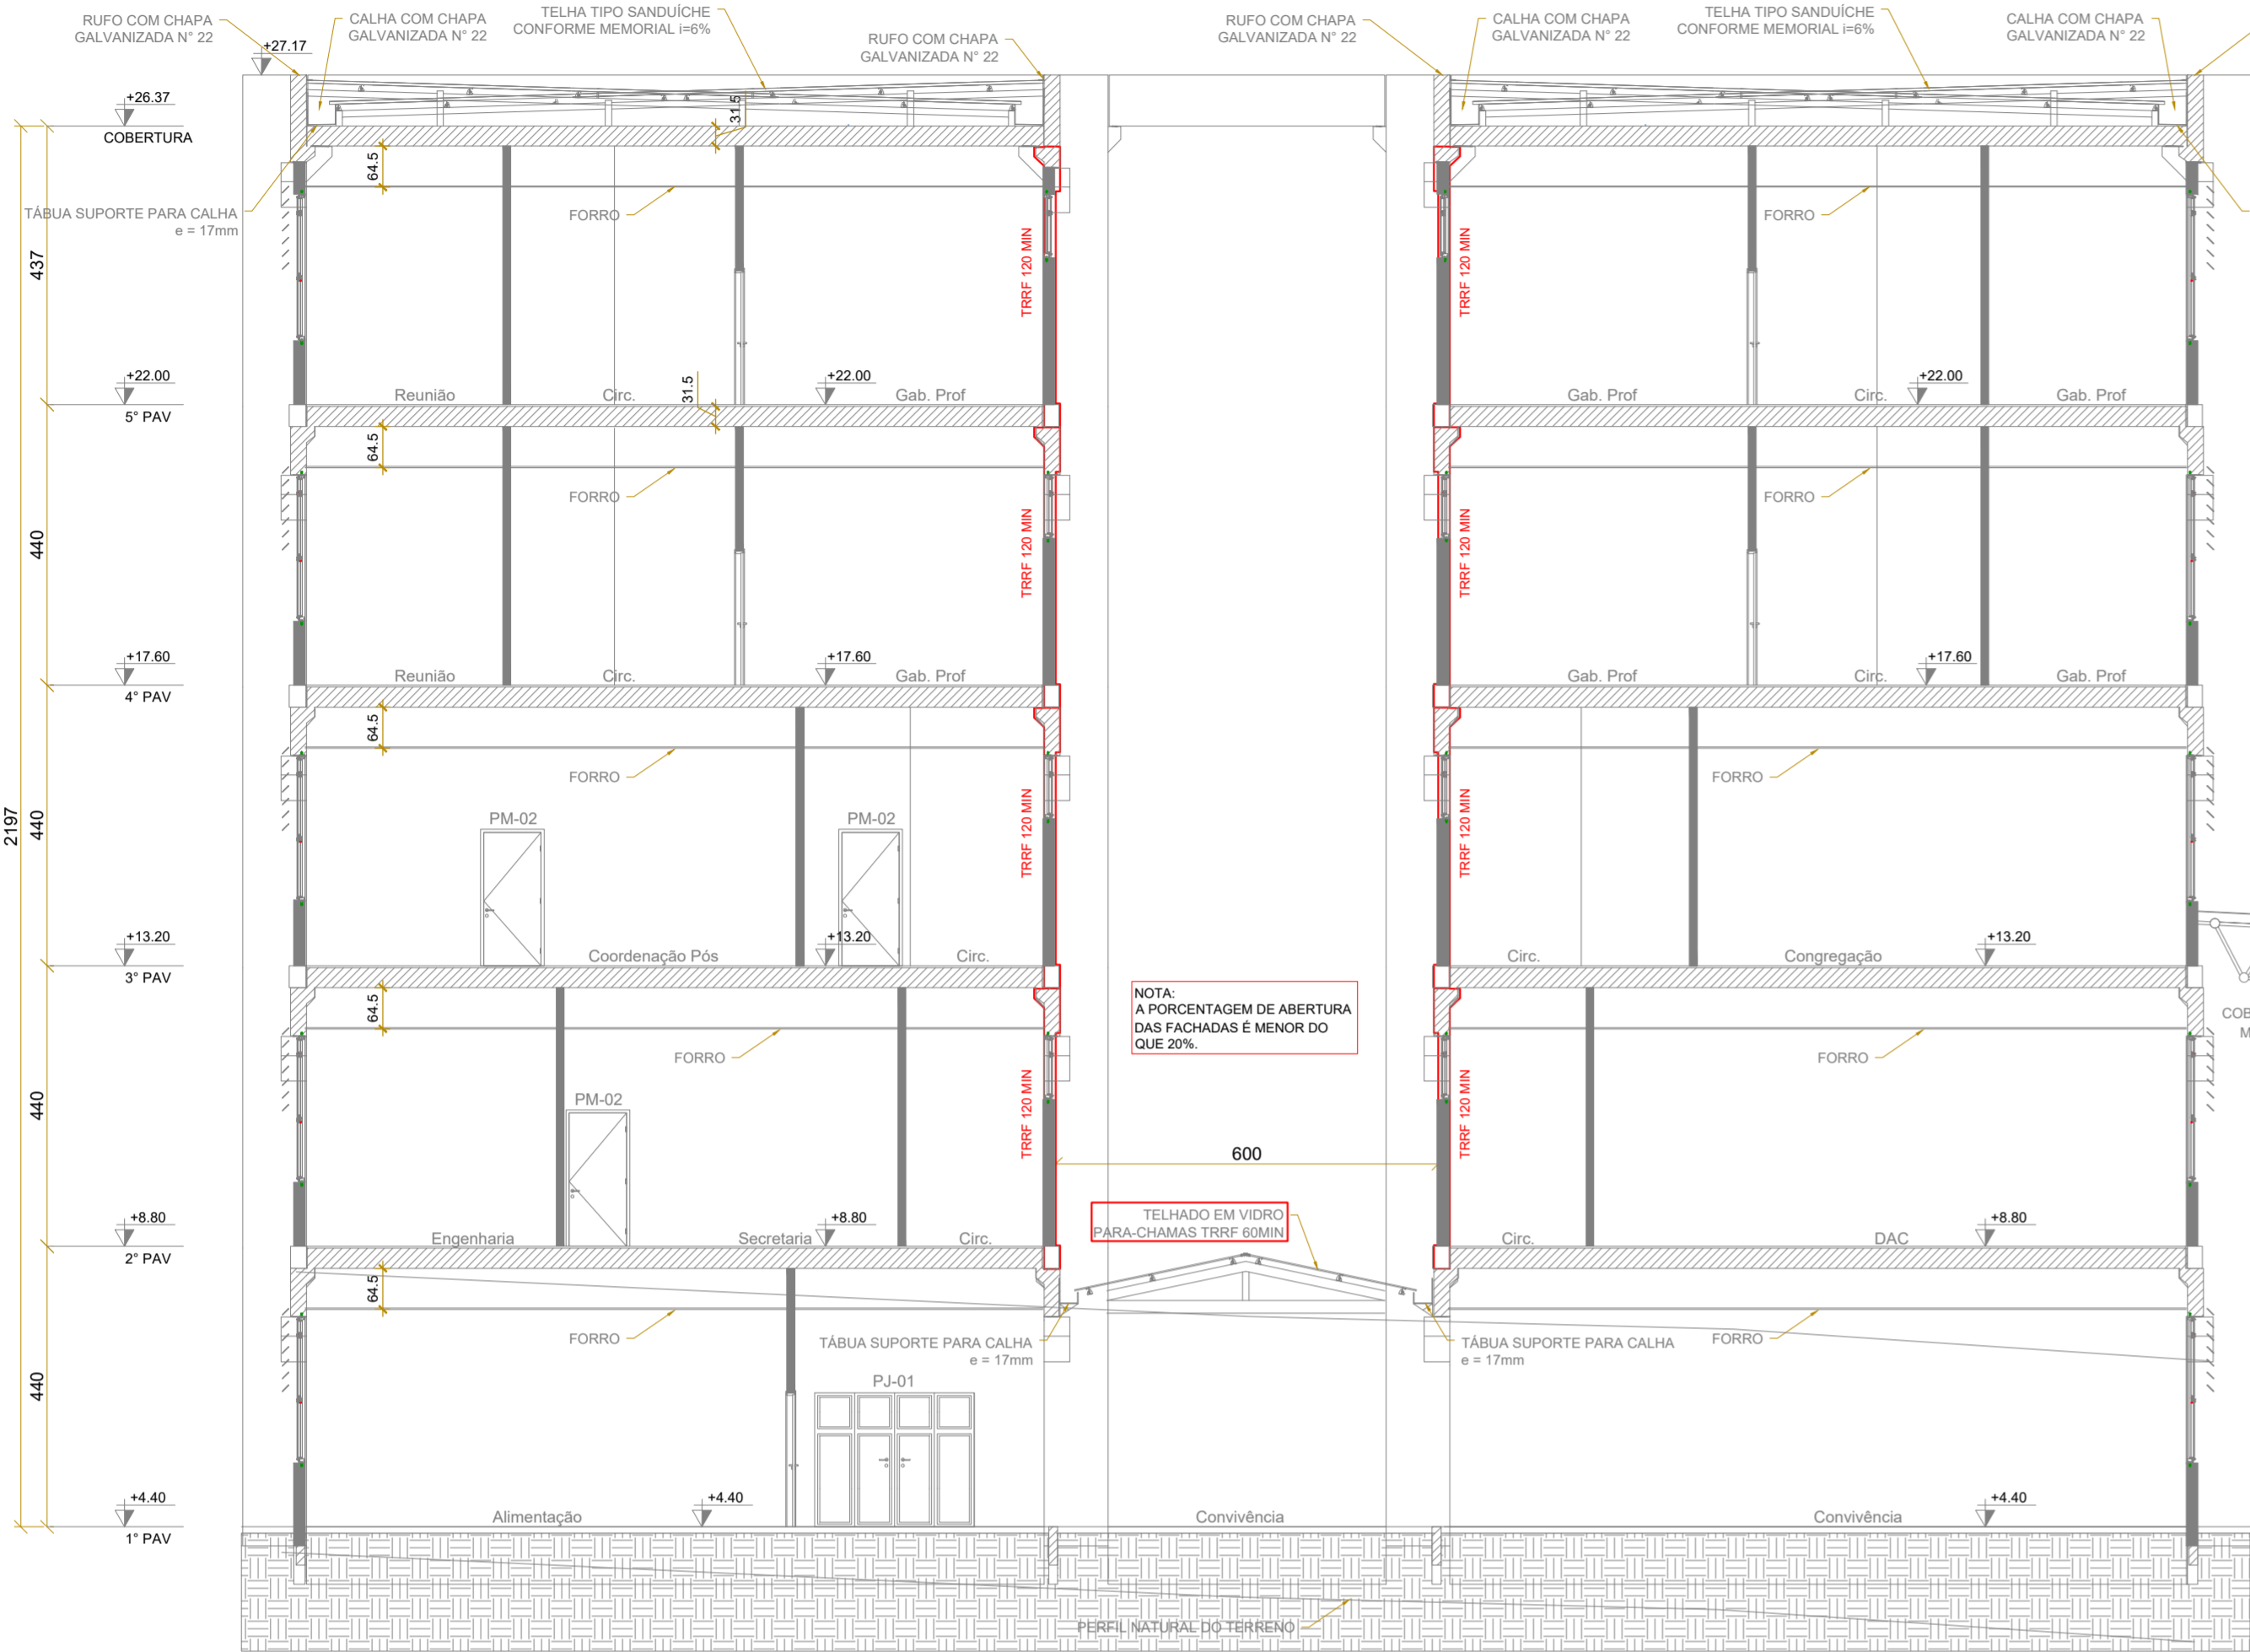 RUFO COM CHAPA
GALVANIZADA N° 22
CALHA COM CHAPA
GALVANIZADA N° 22
TELHA TIPO SANDUÍCHE
CONFORME MEMORIAL i=6%
RUFO COM CHAPA
GALVANIZADA N° 22
RUFO COM CHAPA
GALVANIZADA N° 22
CALHA COM CHAPA
GALVANIZADA N° 22
TELHA TIPO SANDUÍCHE
CONFORME MEMORIAL i=6%
CALHA COM CHAPA
GALVANIZADA N° 22
+27.17
+26.37
COBERTURA
31.5
64.5
TÁBUA SUPORTE PARA CALHA
e = 17mm
FORRO
FORRO
437
TRRF 120 MIN
TRRF 120 MIN
+22.00
5° PAV
Reunião
Circ.
31.5
+22.00
Gab. Prof
Gab. Prof
Circ.
+22.00
Gab. Prof
64.5
FORRO
FORRO
440
TRRF 120 MIN
TRRF 120 MIN
+17.60
4° PAV
Reunião
Circ.
+17.60
Gab. Prof
Gab. Prof
Circ.
+17.60
Gab. Prof
64.5
FORRO
FORRO
2197
440
PM-02
PM-02
TRRF 120 MIN
TRRF 120 MIN
+13.20
3° PAV
Coordenação Pós
+13.20
Circ.
Circ.
Congregação
+13.20
64.5
NOTA:
A PORCENTAGEM DE ABERTURA
DAS FACHADAS É MENOR DO
QUE 20%.
COB
M
FORRO
FORRO
440
PM-02
TRRF 120 MIN
TRRF 120 MIN
600
TELHADO EM VIDRO
PARA-CHAMAS TRRF 60MIN
+8.80
2° PAV
Engenharia
Secretaria
+8.80
Circ.
Circ.
DAC
+8.80
64.5
FORRO
TÁBUA SUPORTE PARA CALHA
e = 17mm
TÁBUA SUPORTE PARA CALHA
e = 17mm
FORRO
440
PJ-01
+4.40
1° PAV
Alimentação
+4.40
Convivência
Convivência
+4.40
PERFIL NATURAL DO TERRENO